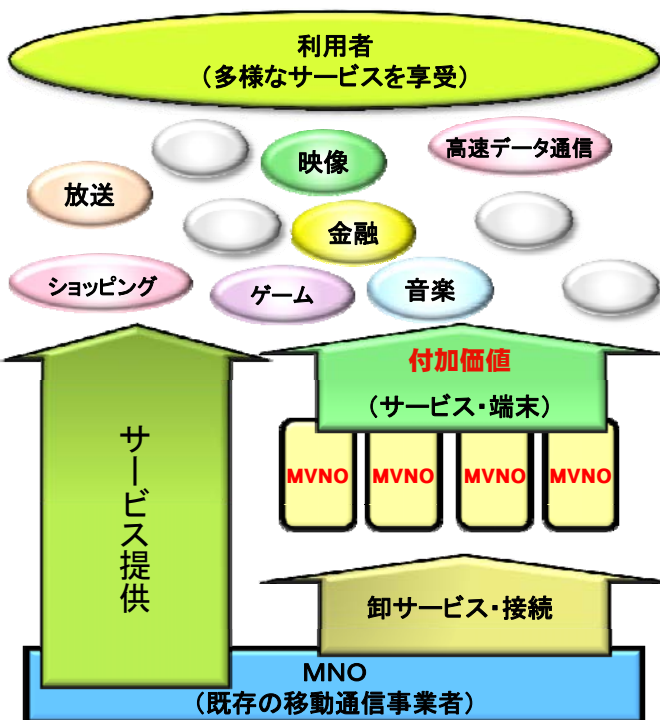 利用者
(多様なサービスを享受)
映像
高速データ通信
放送
金融
ショッピング
ゲーム
音楽
付加価値
(サービス・端末)
サービス提供
MVNO
MVNO
MVNO
MVNO
卸サービス・接続
MNO
(既存の移動通信事業者)